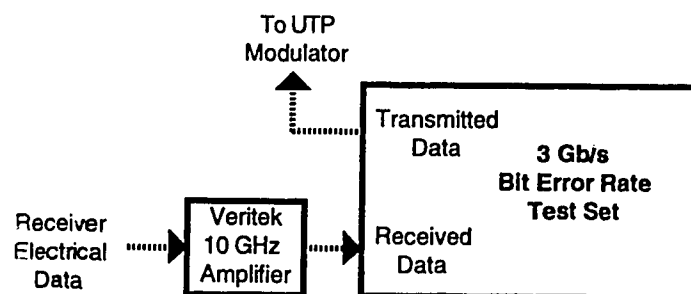 To UTP
Modulator
Transmitted
Data
3 Gb/s
Bit Error Rate
Test Set
Receiver
Electrical
Data
Veritek
10 GHz
Amplifier
Received
Data